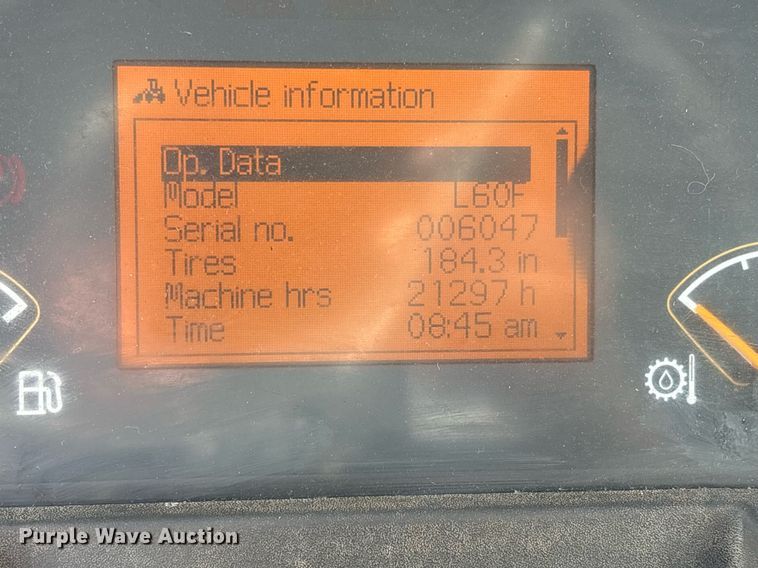 Vehicle information
Op. Data
Model L60F
Serial no. 006047
Tires 184.3 in
Machine hrs 21297 h
Time 08:45 am
Purple Wave Auction